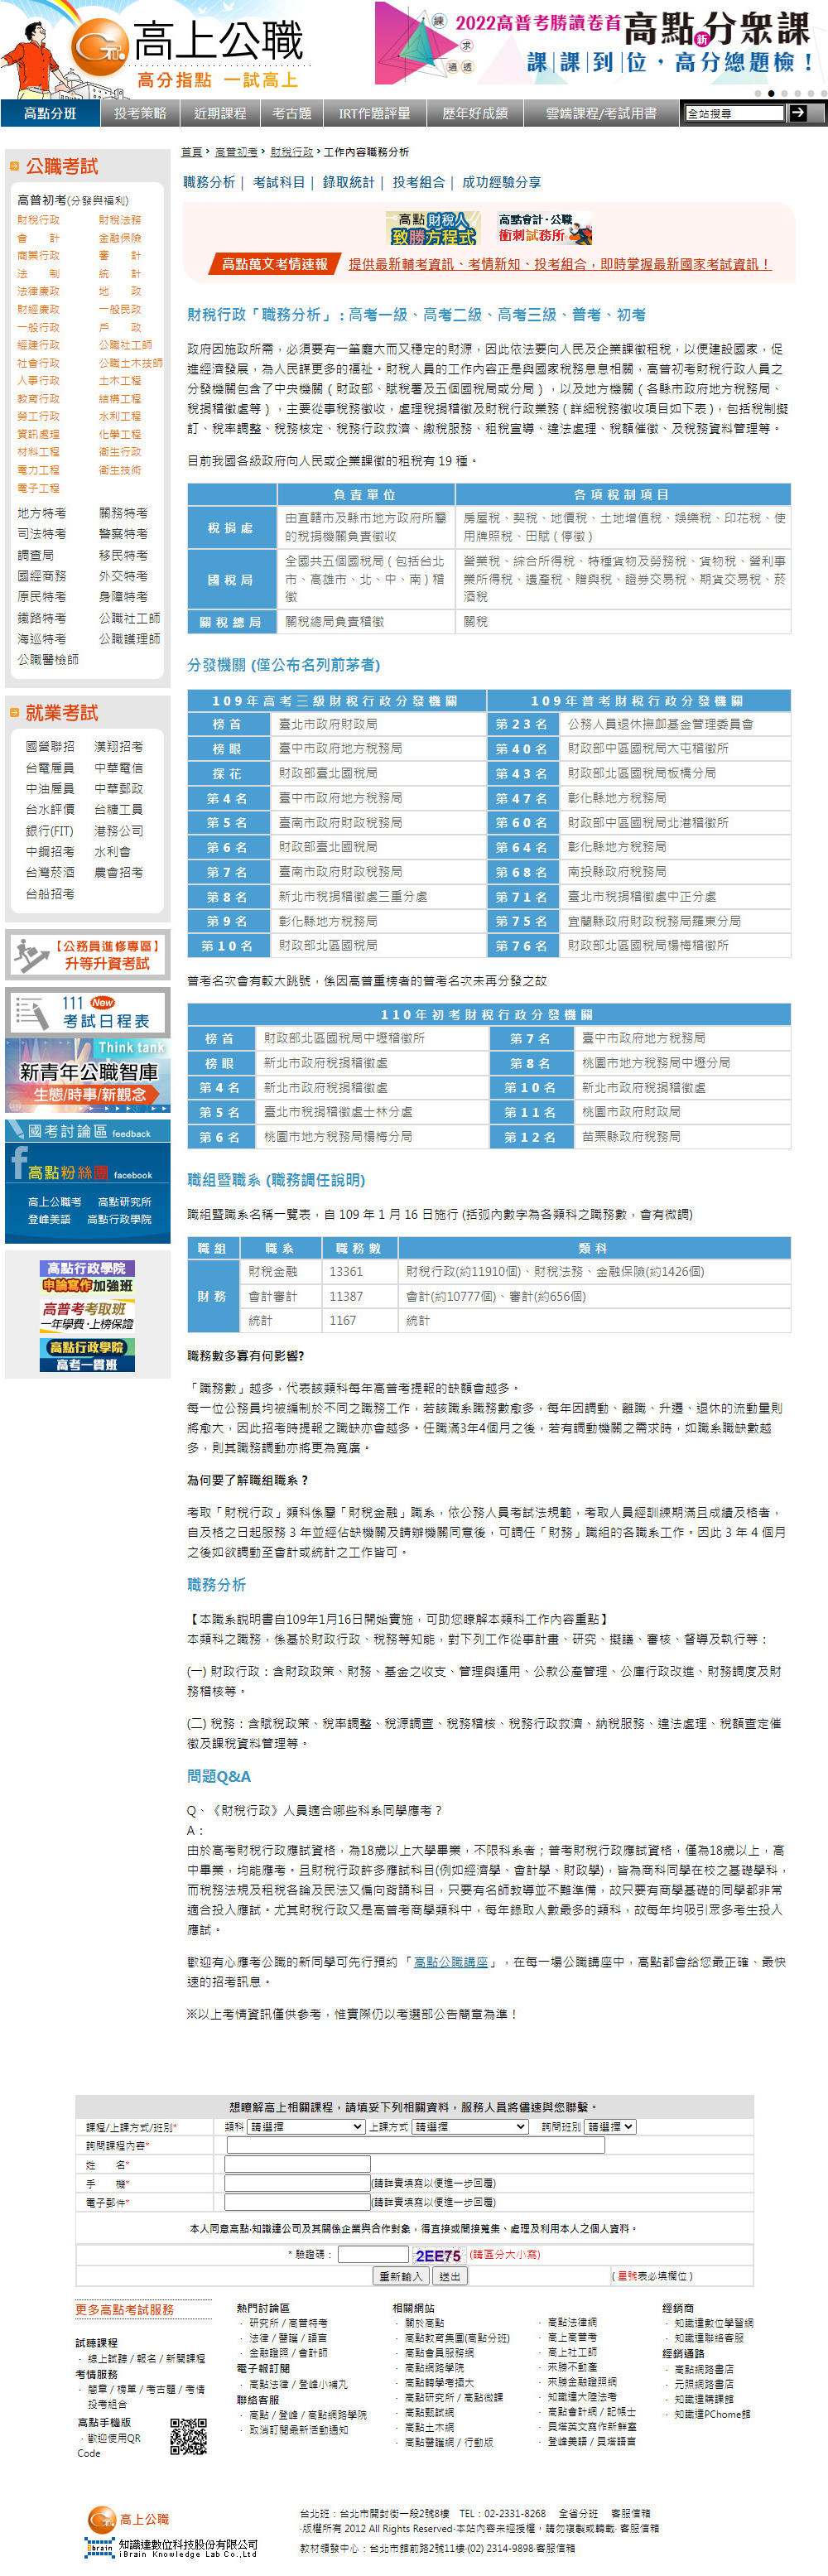 高上公職
高分指點 一試高上
2022高普考勝讀卷首 高點新分眾課
練 求 通 透 課課到位，高分總題檢！
高點分班 投考策略 近期課程 考古題 IRT作題評量 歷年好成績 雲端課程/考試用書 全站搜尋
首頁 高普初考 財稅行政 工作內容職務分析
職務分析｜ 考試科目｜ 錄取統計｜ 投考組合｜ 成功經驗分享
高點 財稅人 致勝方程式
高點會計‧公職 衝刺試務所
高點萬文考情速報 提供最新輔考資訊、考情新知、投考組合，即時掌握最新國家考試資訊！
公職考試
高普初考(分發與福利)
財稅行政 財稅法務
會　計 金融保險
商業行政 審　計
法　制 統　計
法律廉政 地　政
財經廉政 一般民政
一般行政 戶　政
經建行政 公職社工師
社會行政 公職土木技師
人事行政 土木工程
教育行政 結構工程
勞工行政 水利工程
資訊處理 化學工程
材料工程 衛生行政
電力工程 衛生技術
電子工程
地方特考 關務特考
司法特考 警察特考
調查局 移民特考
國經商務 外交特考
原民特考 身障特考
鐵路特考 公職社工師
海巡特考 公職護理師
公職醫檢師
就業考試
國營聯招 漢翔招考
台電雇員 中華電信
中油雇員 中華郵政
台水評價 台糖工員
銀行(FIT) 港務公司
中鋼招考 水利會
台灣菸酒 農會招考
台船招考
【公務員進修專區】
升等升資考試
111 New
考試日程表
Think tank
新青年公職智庫
生態/時事/新觀念
國考討論區 feedback
高點粉絲團 facebook
高上公職考 高點研究所
登峰美語 高點行政學院
高點行政學院
申論寫作加強班
高普考考取班
一年學費‧上榜保證
高點行政學院
高考一貫班
財稅行政「職務分析」：高考一級、高考二級、高考三級、普考、初考
政府因施政所需，必須要有一筆龐大而又穩定的財源，因此依法要向人民及企業課徵租稅，以便建設國家，促
進經濟發展，為人民謀更多的福祉。財稅人員的工作內容正是與國家稅務息息相關，高普初考財稅行政人員之
分發機關包含了中央機關（財政部、賦稅署及五個國稅局或分局），以及地方機關（各縣市政府地方稅務局、
稅捐稽徵處等），主要從事稅務徵收，處理稅捐稽徵及財稅行政業務（詳細稅務徵收項目如下表），包括稅制擬
訂、稅率調整、稅務核定、稅務行政救濟、繳稅服務、租稅宣導、違法處理、稅額催徵、及稅務資料管理等。
目前我國各級政府向人民或企業課徵的租稅有 19 種。
負責單位 各項稅制項目
稅捐處 由直轄市及縣市地方政府所屬的稅捐機關負責徵收 房屋稅、契稅、地價稅、土地增值稅、娛樂稅、印花稅、使用牌照稅、田賦（停徵）
國稅局 全國共五個國稅局（包括台北市、高雄市、北、中、南）稽徵 營業稅、綜合所得稅、特種貨物及勞務稅、貨物稅、營利事業所得稅、遺產稅、贈與稅、證券交易稅、期貨交易稅、菸酒稅
關稅總局 關稅總局負責稽徵 關稅
分發機關 (僅公布名列前茅者)
109年高考三級財稅行政分發機關 109年普考財稅行政分發機關
榜首 臺北市政府財政局 第23名 公務人員退休撫卹基金管理委員會
榜眼 臺中市政府地方稅務局 第40名 財政部中區國稅局大屯稽徵所
探花 財政部臺北國稅局 第43名 財政部北區國稅局板橋分局
第4名 臺中市政府地方稅務局 第47名 彰化縣地方稅務局
第5名 臺南市政府財政稅務局 第60名 財政部中區國稅局北港稽徵所
第6名 財政部臺北國稅局 第64名 彰化縣地方稅務局
第7名 臺南市政府財政稅務局 第68名 南投縣政府稅務局
第8名 新北市稅捐稽徵處三重分處 第71名 臺北市稅捐稽徵處中正分處
第9名 彰化縣地方稅務局 第75名 宜蘭縣政府財政稅務局羅東分局
第10名 財政部北區國稅局 第76名 財政部北區國稅局楊梅稽徵所
普考名次會有較大跳號，係因高普重榜者的普考名次未再分發之故
110年初考財稅行政分發機關
榜首 財政部北區國稅局中壢稽徵所 第7名 臺中市政府地方稅務局
榜眼 新北市政府稅捐稽徵處 第8名 桃園市地方稅務局中壢分局
第4名 新北市政府稅捐稽徵處 第10名 新北市政府稅捐稽徵處
第5名 臺北市稅捐稽徵處士林分處 第11名 桃園市政府財政局
第6名 桃園市地方稅務局楊梅分局 第12名 苗栗縣政府稅務局
職組暨職系 (職務調任說明)
職組暨職系名稱一覽表，自 109 年 1 月 16 日施行 (括弧內數字為各類科之職務數，會有微調)
職組 職系 職務數 類科
財務 財稅金融 13361 財稅行政(約11910個)、財稅法務、金融保險(約1426個)
會計審計 11387 會計(約10777個)、審計(約656個)
統計 1167 統計
職務數多寡有何影響?
「職務數」越多，代表該類科每年高普考提報的缺額會越多。
每一位公務員均被編制於不同之職務工作，若該職系職務數愈多，每年因調動、離職、升遷、退休的流動量則
將愈大，因此招考時提報之職缺亦會越多。任職滿3年4個月之後，若有調動機關之需求時，如職系職缺數越
多，則其職務調動亦將更為寬廣。
為何要了解職組職系？
考取「財稅行政」類科係屬「財稅金融」職系，依公務人員考試法規範，考取人員經訓練期滿且成績及格者，
自及格之日起服務 3 年並經佔缺機關及請辦機關同意後，可調任「財務」職組的各職系工作。因此 3 年 4 個月
之後如欲調動至會計或統計之工作皆可。
職務分析
【本職系說明書自109年1月16日開始實施，可助您瞭解本類科工作內容重點】
本類科之職務，係基於財政行政、稅務等知能，對下列工作從事計畫、研究、擬議、審核、督導及執行等：
(一) 財政行政：含財政政策、財務、基金之收支、管理與運用、公款公產管理、公庫行政改進、財務調度及財
務稽核等。
(二) 稅務：含賦稅政策、稅率調整、稅源調查、稅務稽核、稅務行政救濟、納稅服務、違法處理、稅額查定催
徵及課稅資料管理等。
問題Q&A
Q、《財稅行政》人員適合哪些科系同學應考？
A：
由於高考財稅行政應試資格，為18歲以上大學畢業，不限科系者；普考財稅行政應試資格，僅為18歲以上，高
中畢業，均能應考。且財稅行政許多應試科目(例如經濟學、會計學、財政學)，皆為商科同學在校之基礎學科，
而稅務法規及租稅各論及民法又偏向背誦科目，只要有名師教導並不難準備，故只要有商學基礎的同學都非常
適合投入應試。尤其財稅行政又是高普考商學類科中，每年錄取人數最多的類科，故每年均吸引眾多考生投入
應試。
歡迎有心應考公職的新同學可先行預約「高點公職講座」，在每一場公職講座中，高點都會給您最正確、最快
速的招考訊息。
※以上考情資訊僅供參考，惟實際仍以考選部公告簡章為準！
想瞭解高上相關課程，請填妥下列相關資料，服務人員將儘速與您聯繫。
課程/上課方式/班別* 類科 請選擇 上課方式 請選擇 詢問班別 請選擇
詢問課程內容*
姓　名*
手　機* (請詳實填寫以便進一步回覆)
電子郵件* (請詳實填寫以便進一步回覆)
本人同意高點‧知識達公司及其關係企業與合作對象，得直接或間接蒐集、處理及利用本人之個人資料。
* 驗證碼： 2EE75 (請區分大小寫)
重新輸入 送出 ( 星號表必填欄位 )
更多高點考試服務
試聽課程
‧ 線上試聽 / 報名 / 新開課程
考情服務
‧ 簡章 / 榜單 / 考古題 / 考情
投考組合
高點手機版
‧歡迎使用QR
Code
熱門討論區
‧ 研究所 / 高普特考
‧ 法律 / 醫護 / 語言
‧ 金融證照 / 會計師
電子報訂閱
‧ 高點法律 / 登峰小補丸
聯絡客服
‧ 高點 / 登峰 / 高點網路學院
‧ 取消訂閱最新活動通知
相關網站
‧ 關於高點
‧ 高點教育集團(高點分班)
‧ 高點會員服務網
‧ 高點網路學院
‧ 高點轉學考插大
‧ 高點研究所 / 高點微課
‧ 高點甄試網
‧ 高點土木網
‧ 高點醫護網 / 行動版
‧ 高點法律網
‧ 高上高普考
‧ 高上社工師
‧ 來勝不動產
‧ 來勝金融證照網
‧ 知識達大陸法考
‧ 高點會計網 / 記帳士
‧ 貝塔英文寫作新鮮室
‧ 登峰美語 / 貝塔語言
經銷商
‧ 知識達數位學習網
‧ 知識達聯絡客服
經銷通路
‧ 高點網路書店
‧ 元照網路書店
‧ 知識達購課館
‧ 知識達PChome館
高上公職
知識達數位科技股份有限公司
iBrain Knowledge Lab Co.,Ltd
台北班：台北市開封街一段2號8樓　TEL：02-2331-8268　全省分班　客服信箱
‧版權所有 2012 All Rights Reserved‧本站內容未經授權，請勿複製或轉載‧ 客服信箱
教材領發中心：台北市館前路2號11樓‧(02) 2314-9898‧客服信箱